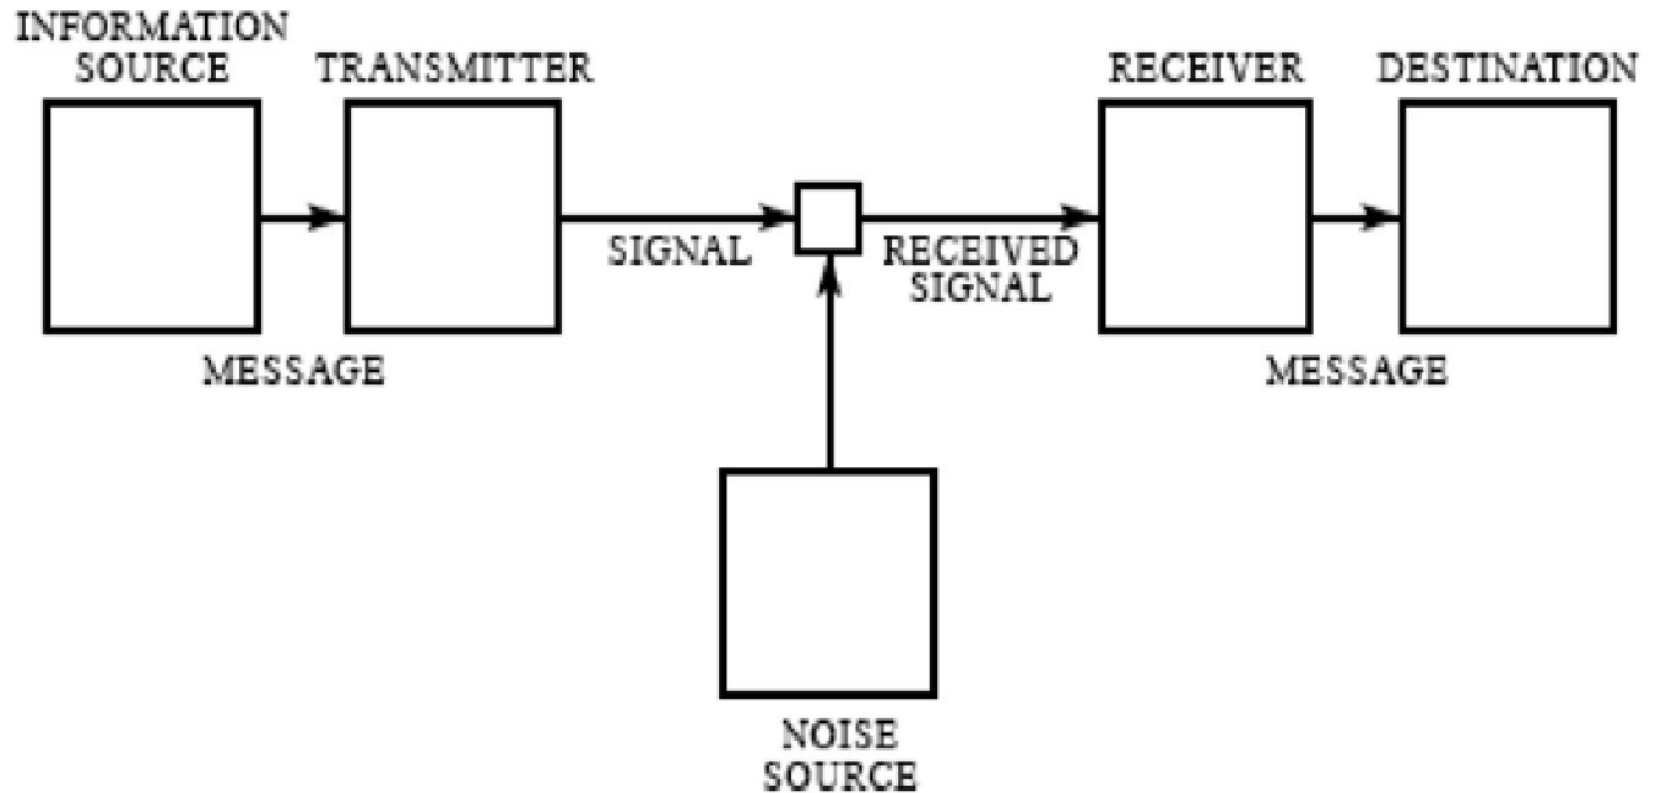 INFORMATION
SOURCE
TRANSMITTER
RECEIVER
DESTINATION
SIGNAL
RECEIVED
SIGNAL
MESSAGE
MESSAGE
NOISE
SOURCE